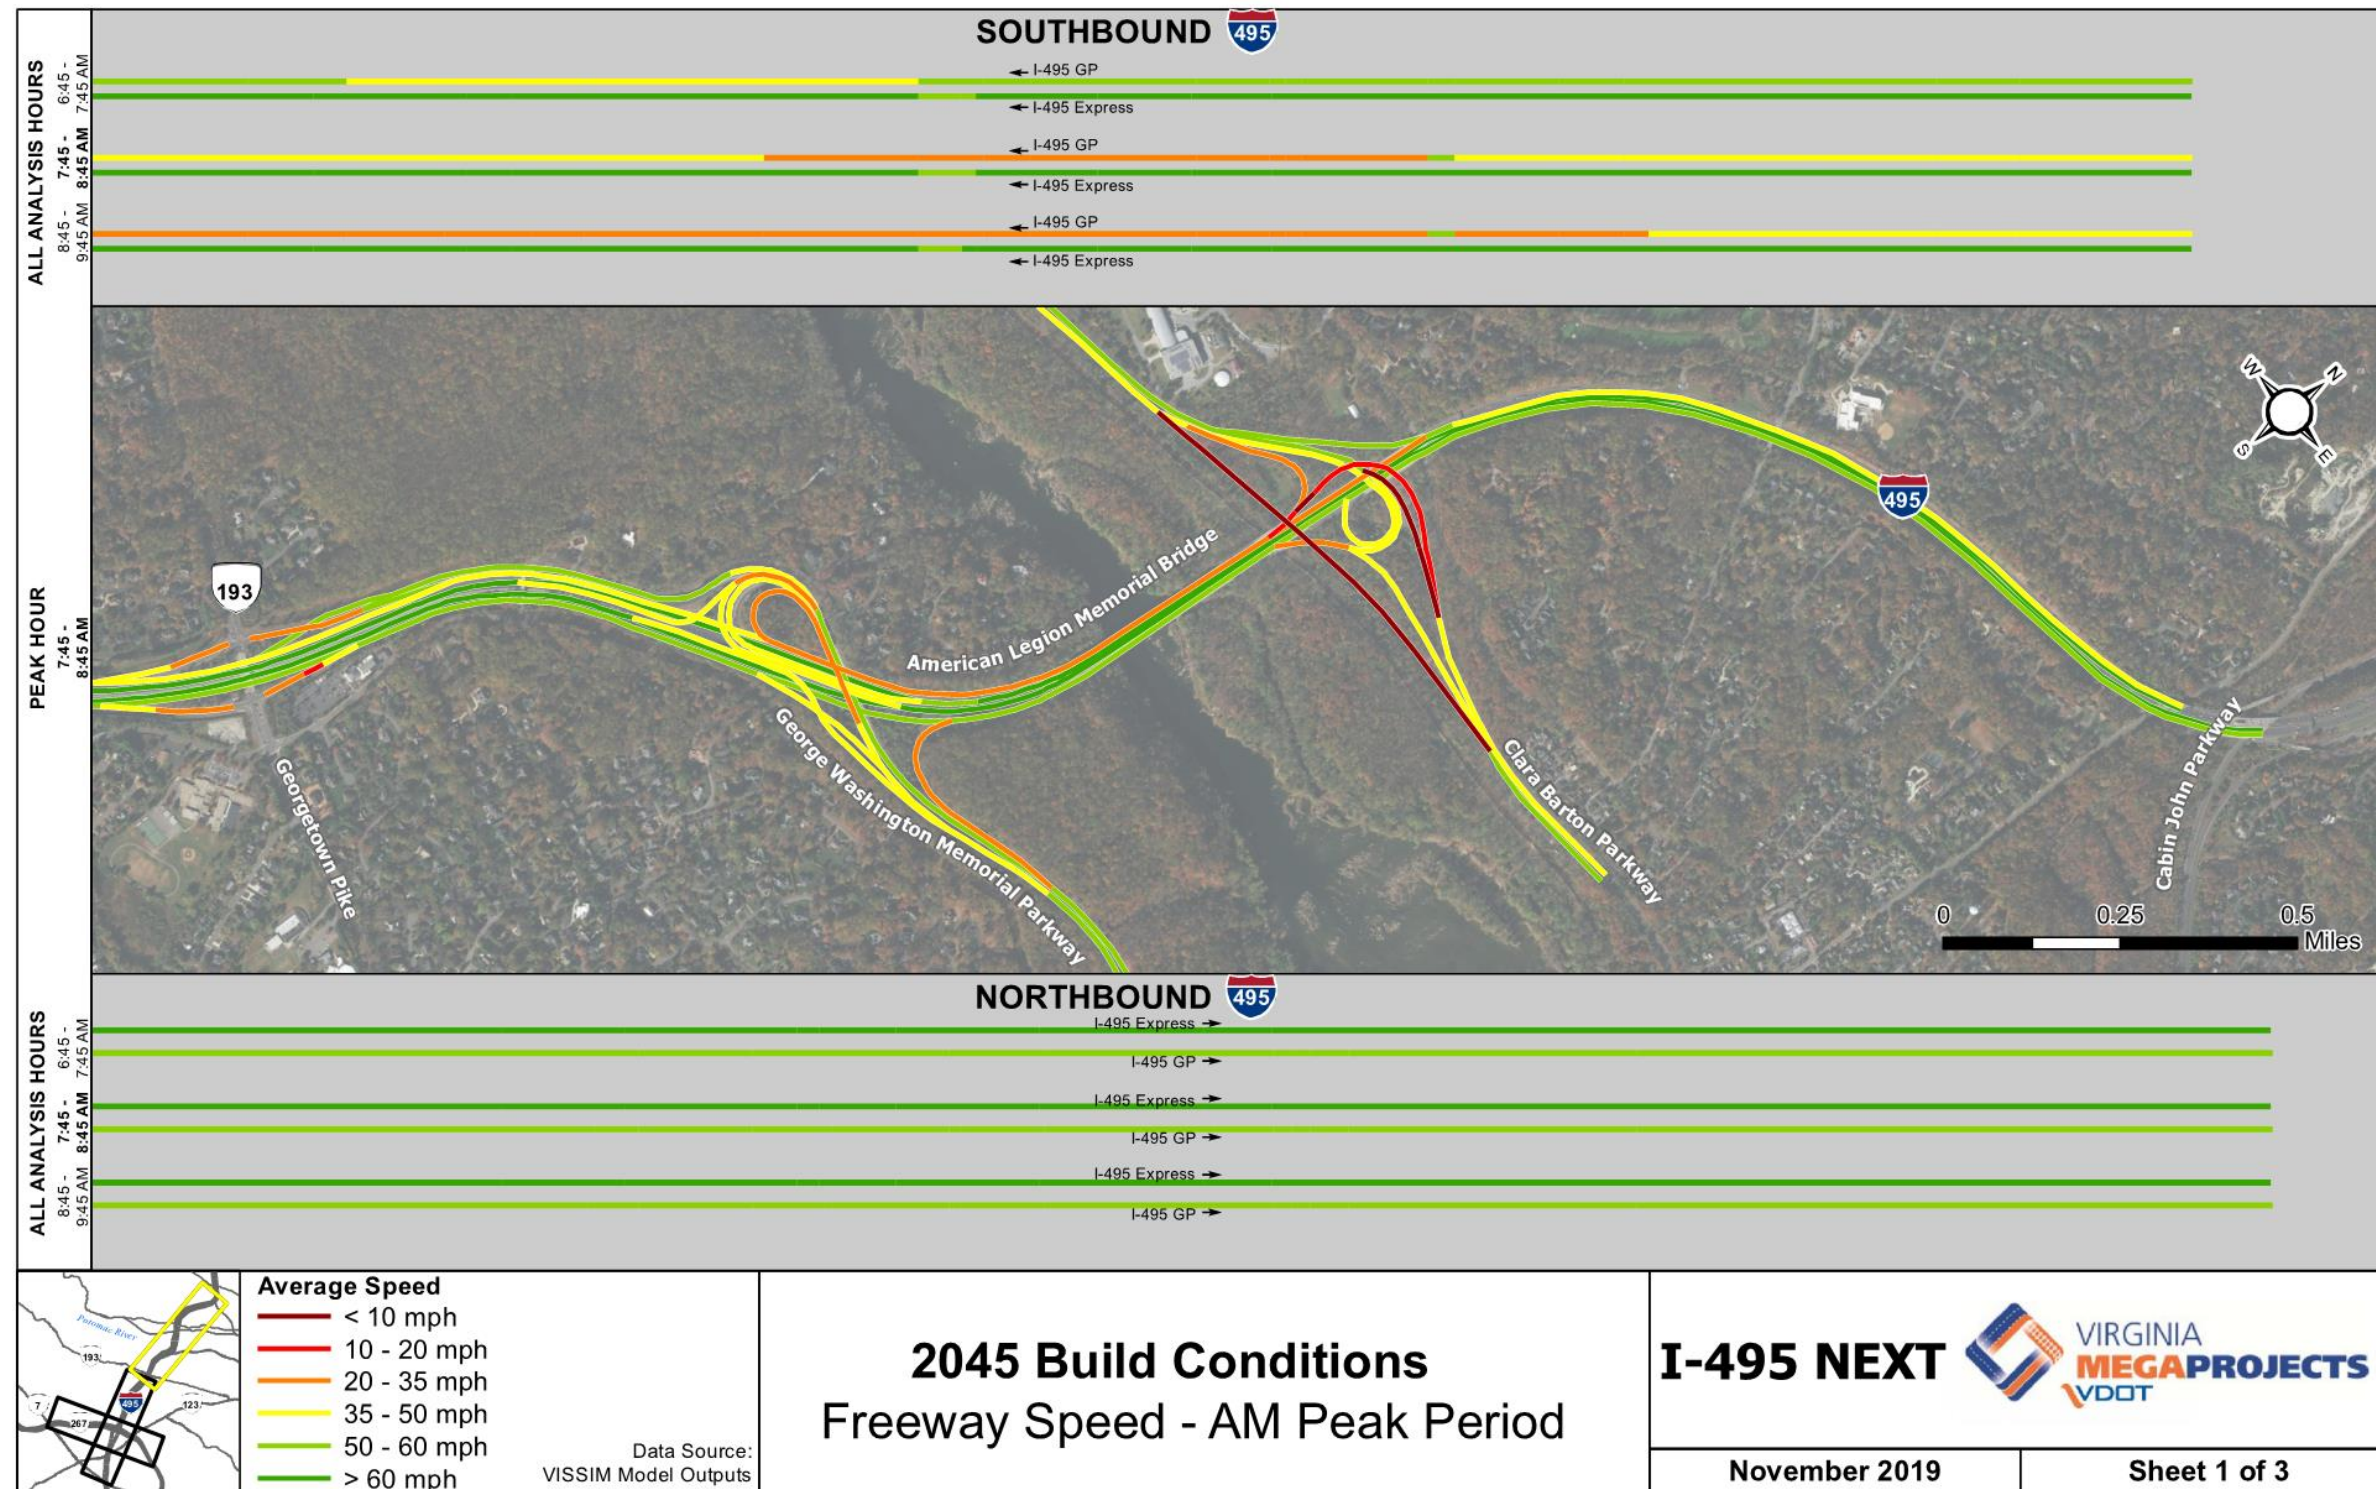 SOUTHBOUND 495
ALL ANALYSIS HOURS
6:45 -
7:45 AM
I-495 GP
I-495 Express
7:45 -
8:45 AM
I-495 GP
I-495 Express
8:45 -
9:45 AM
I-495 GP
I-495 Express
PEAK HOUR
7:45 -
8:45 AM
193
495
W
N
S
E
American Legion Memorial Bridge
George Washington Memorial Parkway
Georgetown Pike
Clara Barton Parkway
Cabin John Parkway
0 0.25 0.5
Miles
NORTHBOUND 495
ALL ANALYSIS HOURS
6:45 -
7:45 AM
I-495 Express
I-495 GP
7:45 -
8:45 AM
I-495 Express
I-495 GP
8:45 -
9:45 AM
I-495 Express
I-495 GP
Potomac River
193
495
7
267
123
Average Speed
< 10 mph
10 - 20 mph
20 - 35 mph
35 - 50 mph
50 - 60 mph
> 60 mph
Data Source:
VISSIM Model Outputs
2045 Build Conditions
Freeway Speed - AM Peak Period
I-495 NEXT
VIRGINIA
MEGAPROJECTS
VDOT
November 2019
Sheet 1 of 3